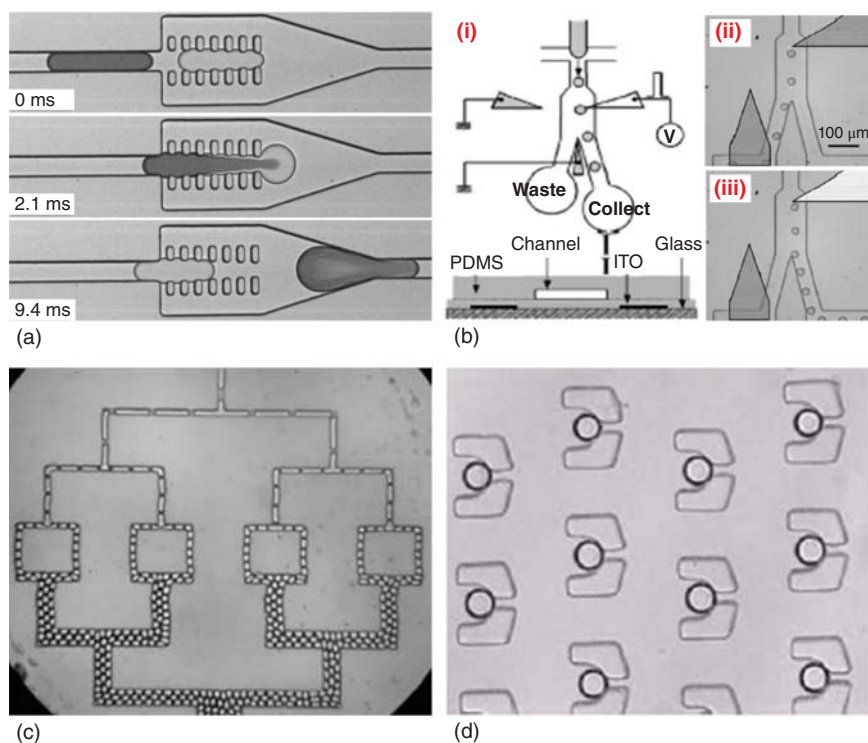 0 ms
2.1 ms
9.4 ms
(a)
(i)
V
Waste
Collect
Channel
Glass
PDMS
ITO
(b)
(ii)
100 μm
(iii)
(c)
(d)